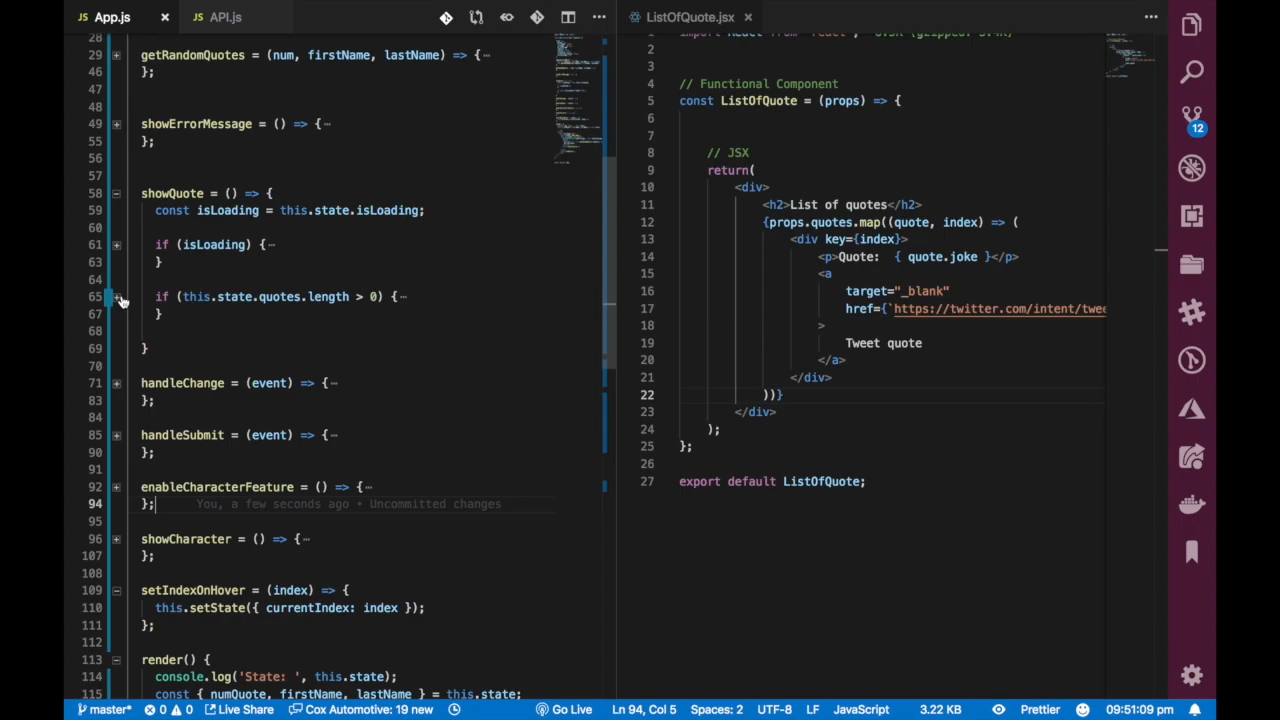 App.js
API.js
ListOfQuote.jsx
28
29 getRandomQuotes = (num, firstName, lastName) => {
46 };
47
48
49 showErrorMessage = () => {
55 };
56
57
58 showQuote = () => {
59 const isLoading = this.state.isLoading;
60
61 if (isLoading) {
63 }
64
65 if (this.state.quotes.length > 0) {
67 }
68
69 }
70
71 handleChange = (event) => {
83 };
84
85 handleSubmit = (event) => {
90 };
91
92 enableCharacterFeature = () => {
94 }; You, a few seconds ago • Uncommitted changes
95
96 showCharacter = () => {
107 };
108
109 setIndexOnHover = (index) => {
110 this.setState({ currentIndex: index });
111 };
112
113 render() {
114 console.log('State: ', this.state);
115 const { numQuote, firstName, lastName } = this.state;
1 import React from 'react';
2
3
4 // Functional Component
5 const ListOfQuote = (props) => {
6
7
8 // JSX
9 return(
10 <div>
11 <h2>List of quotes</h2>
12 {props.quotes.map((quote, index) => (
13 <div key={index}>
14 <p>Quote: { quote.joke }</p>
15 <a
16 target="_blank"
17 href={`https://twitter.com/intent/twee
18 >
19 Tweet quote
20 </a>
21 </div>
22 ))}
23 </div>
24 );
25 };
26
27 export default ListOfQuote;
12
master* 0 0 Live Share Cox Automotive: 19 new Go Live Ln 94, Col 5 Spaces: 2 UTF-8 LF JavaScript 3.22 KB Prettier 09:51:09 pm